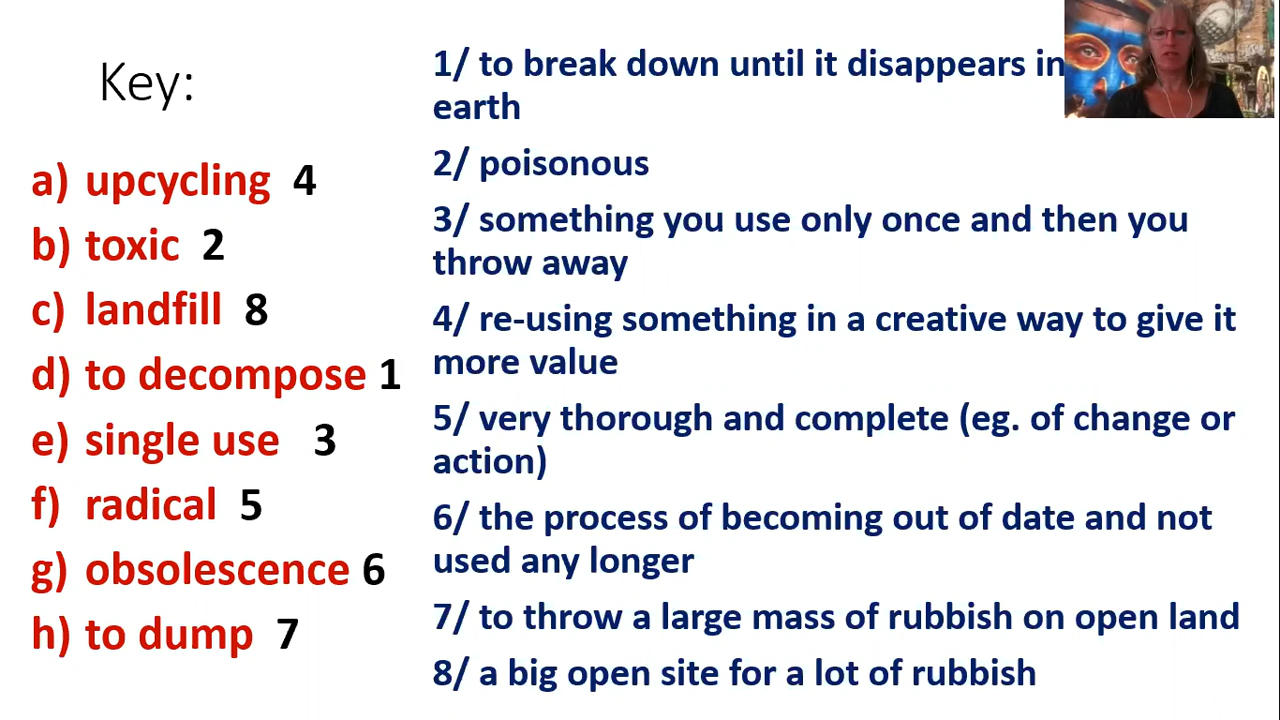 Key:
a) upcycling 4
b) toxic 2
c) landfill 8
d) to decompose 1
e) single use 3
f) radical 5
g) obsolescence 6
h) to dump 7
1/ to break down until it disappears in
earth
2/ poisonous
3/ something you use only once and then you
throw away
4/ re-using something in a creative way to give it
more value
5/ very thorough and complete (eg. of change or
action)
6/ the process of becoming out of date and not
used any longer
7/ to throw a large mass of rubbish on open land
8/ a big open site for a lot of rubbish